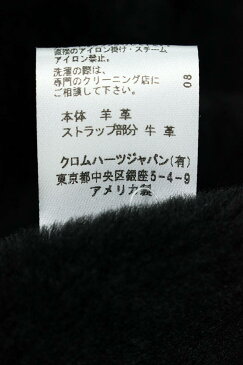 直接のアイロン掛け・スチーム
アイロン禁止。
洗濯の際は、
専門のクリーニング店に
ご相談して下さい。
08
本体 羊革
ストラップ部分 牛革
クロムハーツジャパン(有)
東京都中央区銀座5-4-9
アメリカ製